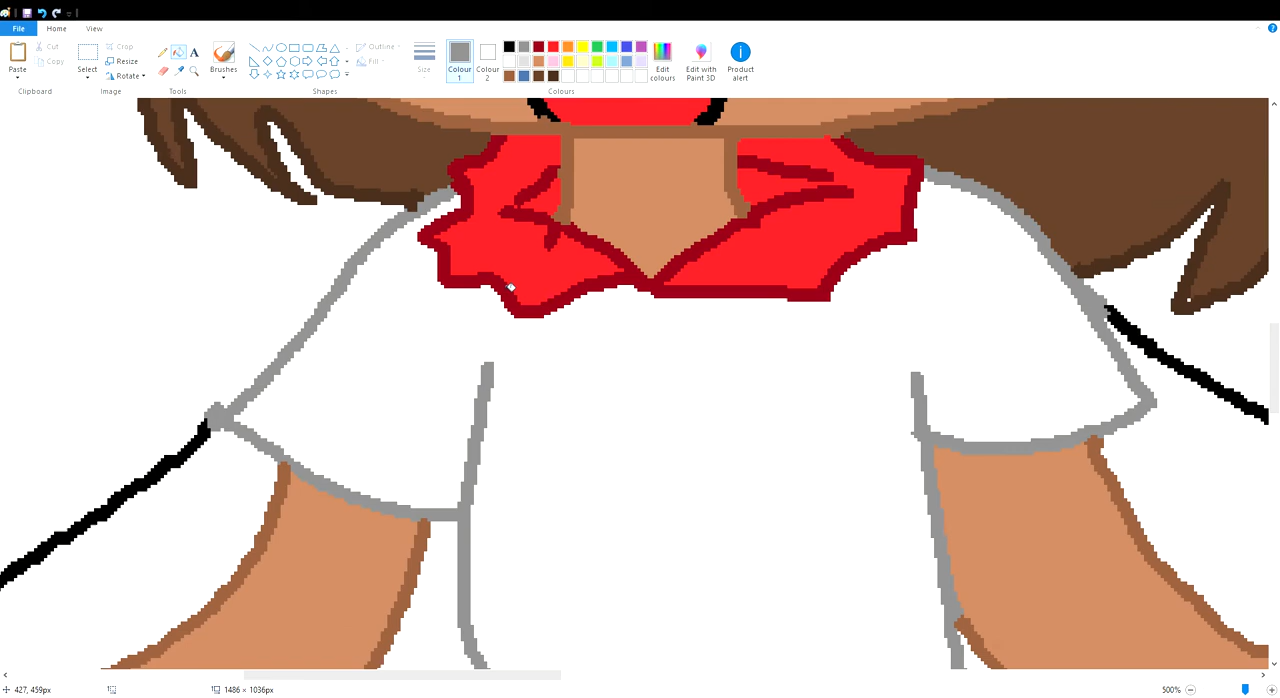 File Home View
Paste
Cut
Copy
Select
Crop
Resize
Rotate
A
Brushes
Outline
Fill
Size
Colour 1
Colour 2
Edit colours
Edit with Paint 3D
Product alert
Clipboard Image Tools Shapes Colours
427, 459px 1486 × 1036px 500%